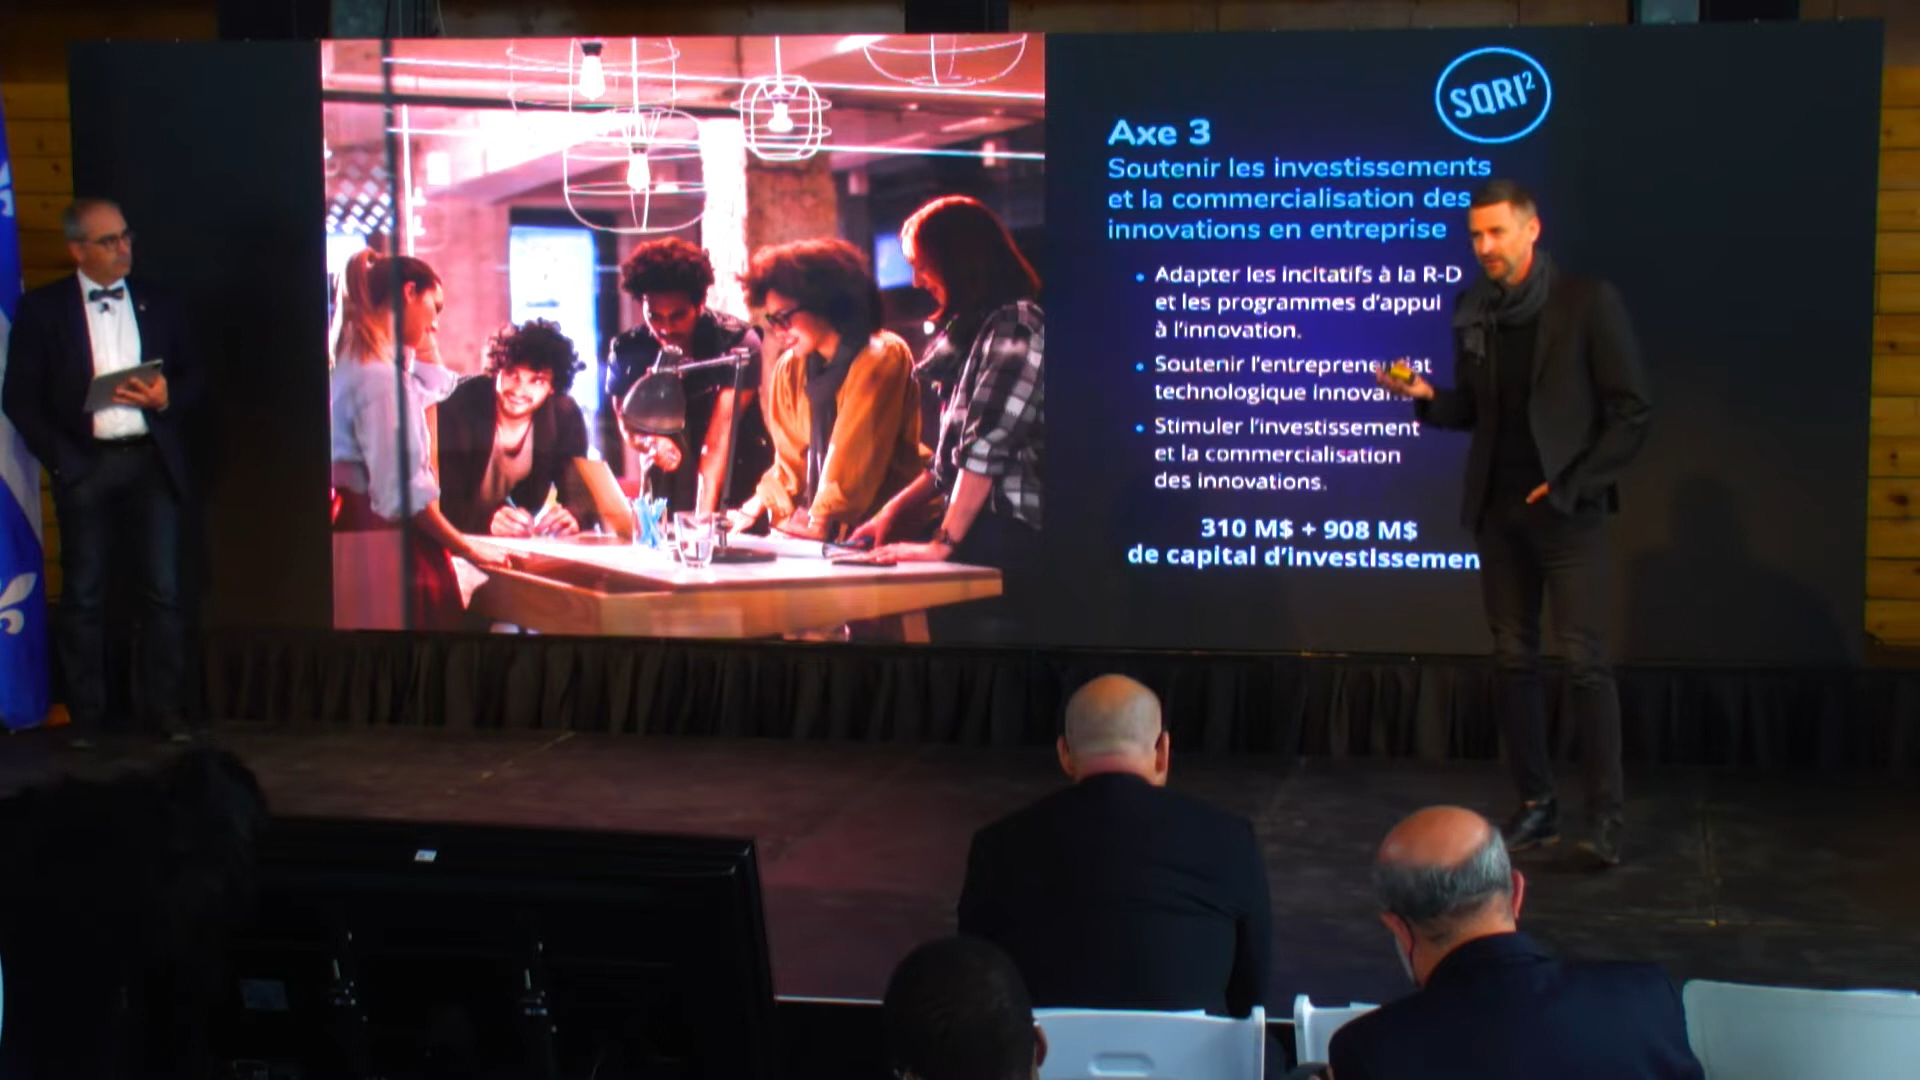 SQRI²
Axe 3
Soutenir les investissements
et la commercialisation des
innovations en entreprise
• Adapter les incitatifs à la R-D
et les programmes d'appui
à l'innovation.
• Soutenir l'entrepreneuriat
technologique
• Stimuler l'investissement
et la commercialisation
des innovations.
310 M$ + 908 M$
de capital d'investissemen